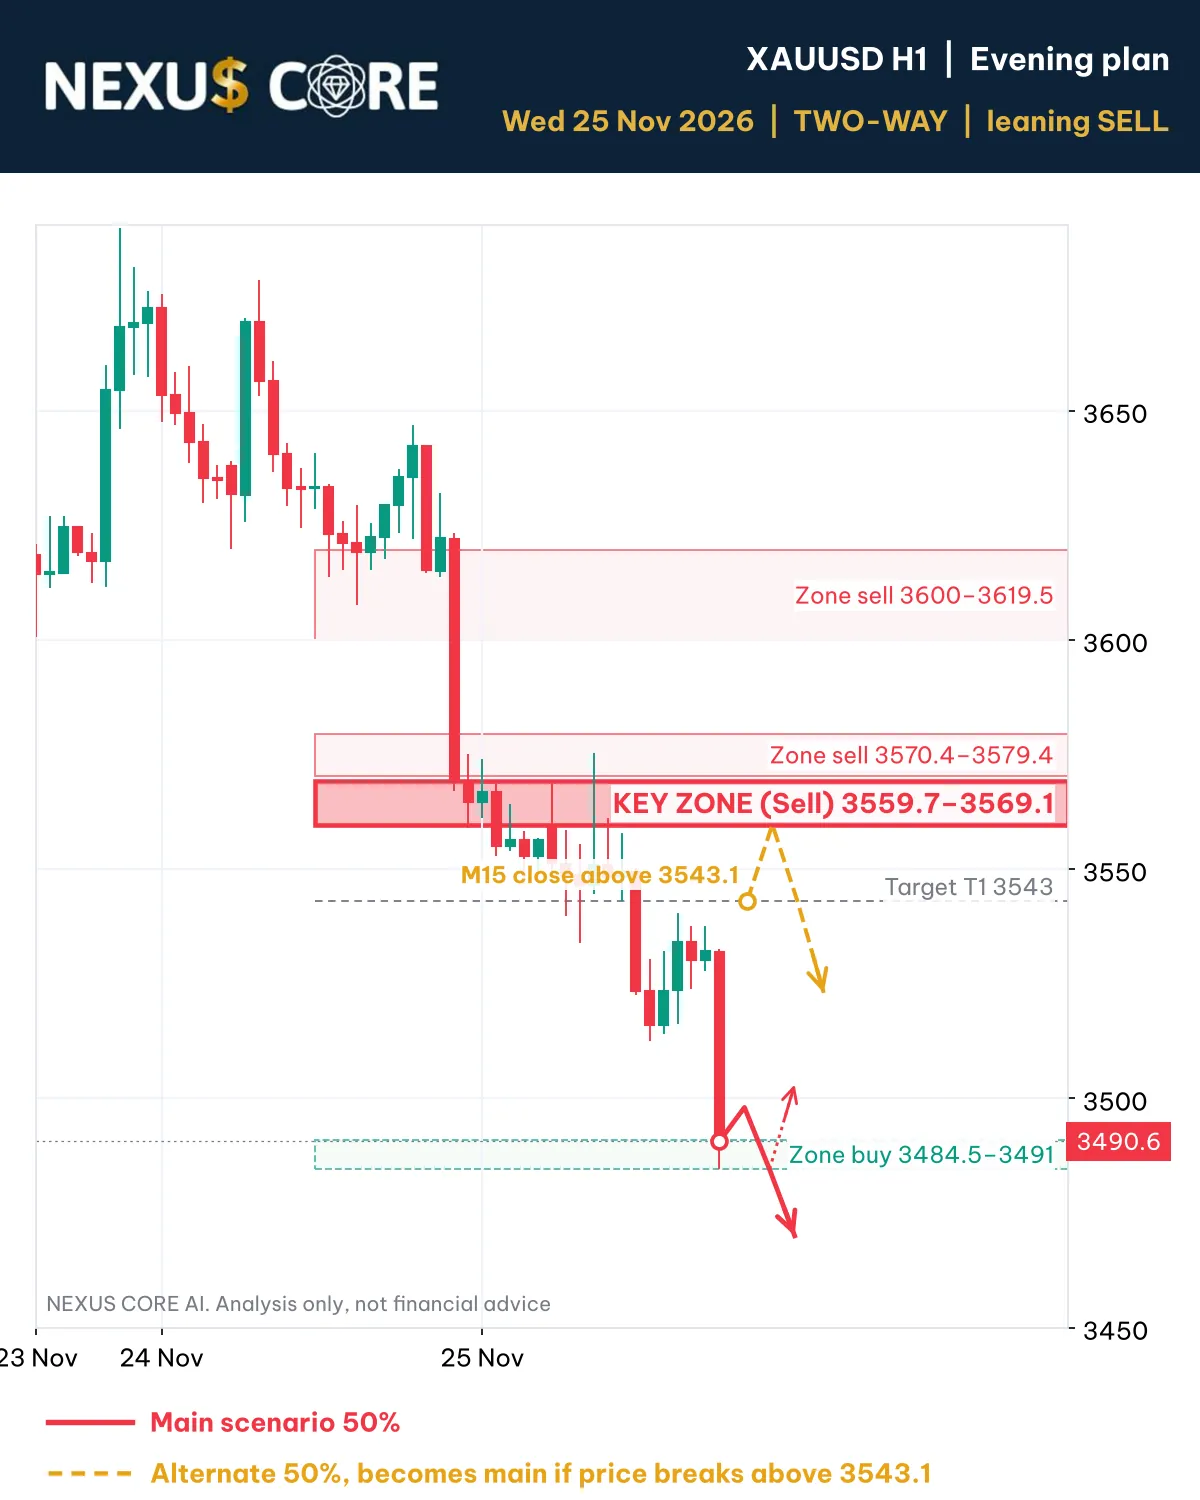 NEXU$ CORE
XAUUSD H1 | Evening plan
Wed 25 Nov 2026 | TWO-WAY | leaning SELL
3650
Zone sell 3600–3619.5
3600
Zone sell 3570.4–3579.4
KEY ZONE (Sell) 3559.7–3569.1
M15 close above 3543.1
3550
Target T1 3543
3500
3490.6
Zone buy 3484.5–3491
NEXUS CORE AI. Analysis only, not financial advice
3450
23 Nov 24 Nov 25 Nov
Main scenario 50%
Alternate 50%, becomes main if price breaks above 3543.1